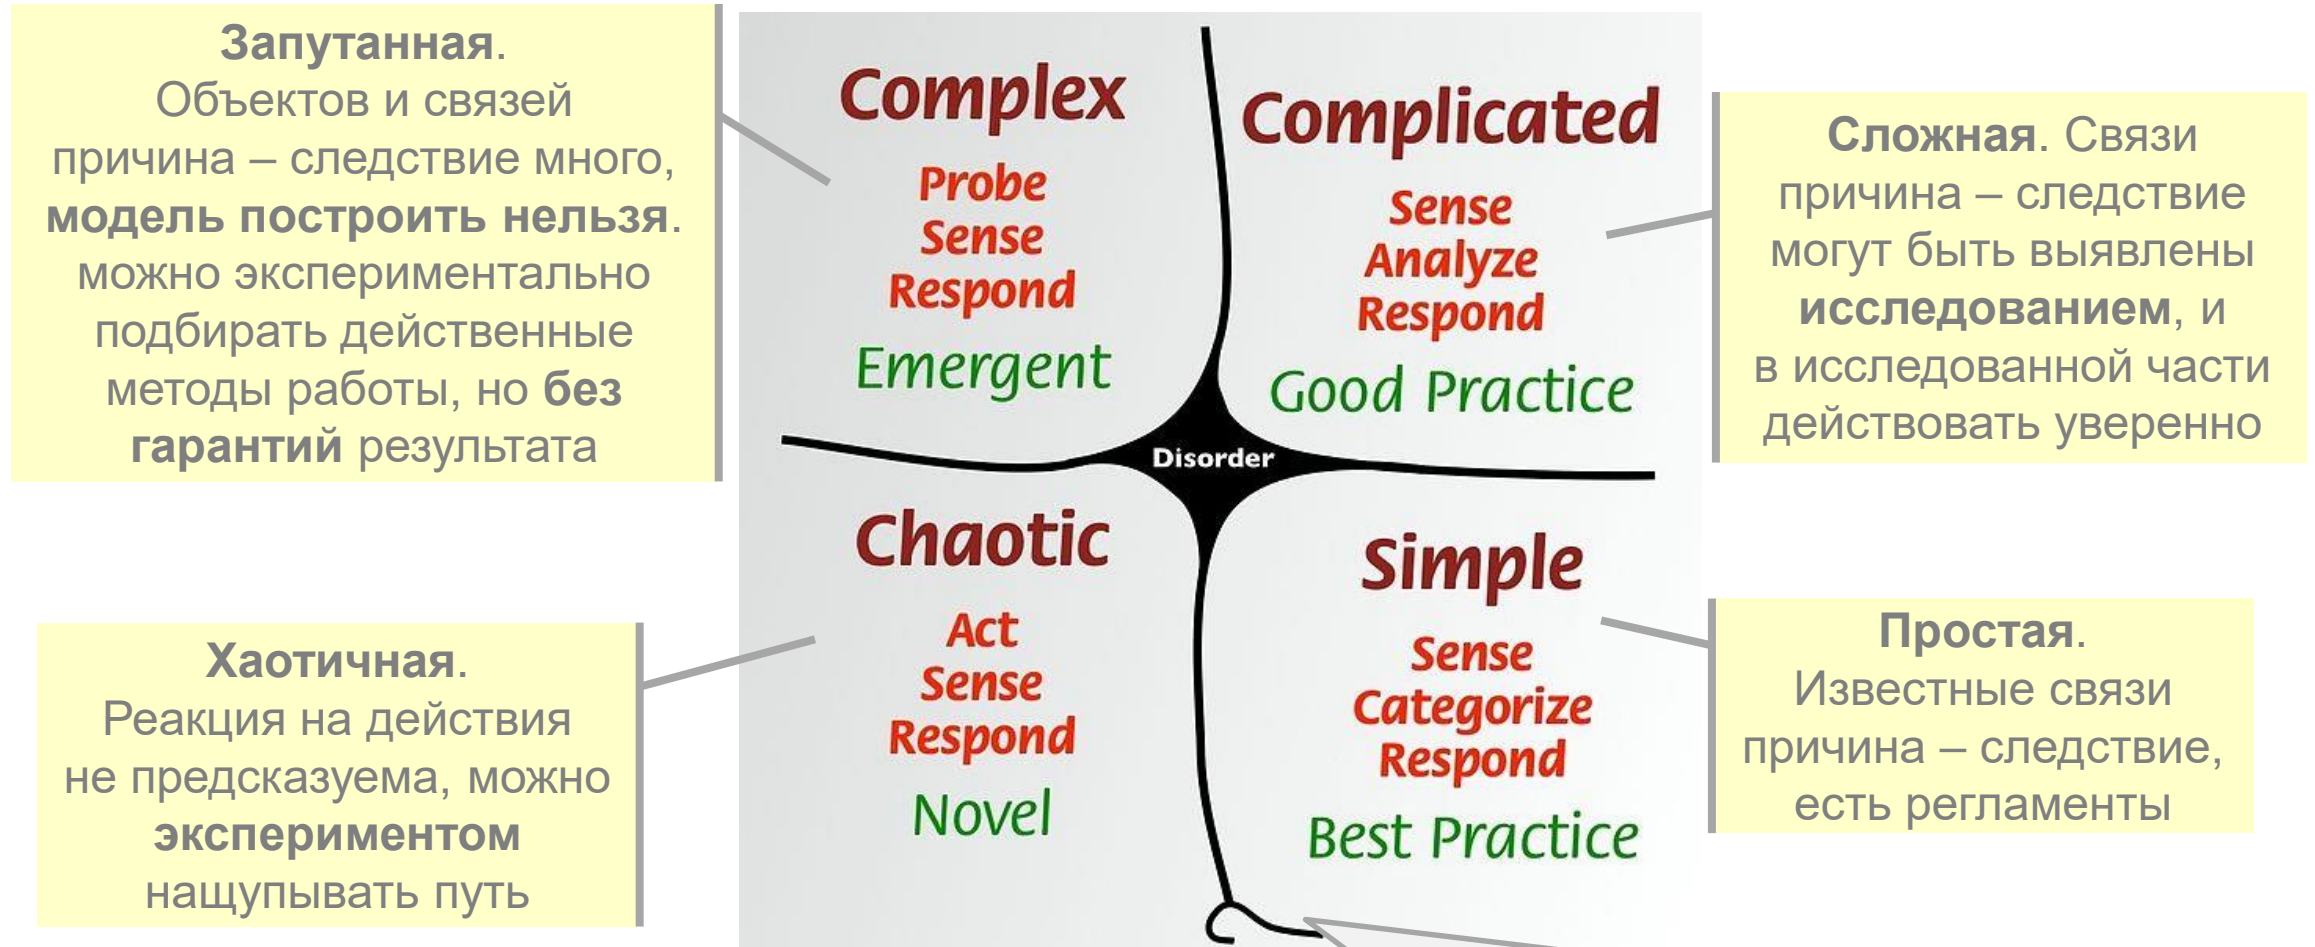 Запутанная.
Объектов и связей
причина – следствие много,
модель построить нельзя.
можно экспериментально
подбирать действенные
методы работы, но без
гарантий результата
Complex
Probe
Sense
Respond
Emergent
Complicated
Sense
Analyze
Respond
Good Practice
Сложная. Связи
причина – следствие
могут быть выявлены
исследованием, и
в исследованной части
действовать уверенно
Disorder
Хаотичная.
Реакция на действия
не предсказуема, можно
экспериментом
нащупывать путь
Chaotic
Act
Sense
Respond
Novel
Simple
Sense
Categorize
Respond
Best Practice
Простая.
Известные связи
причина – следствие,
есть регламенты